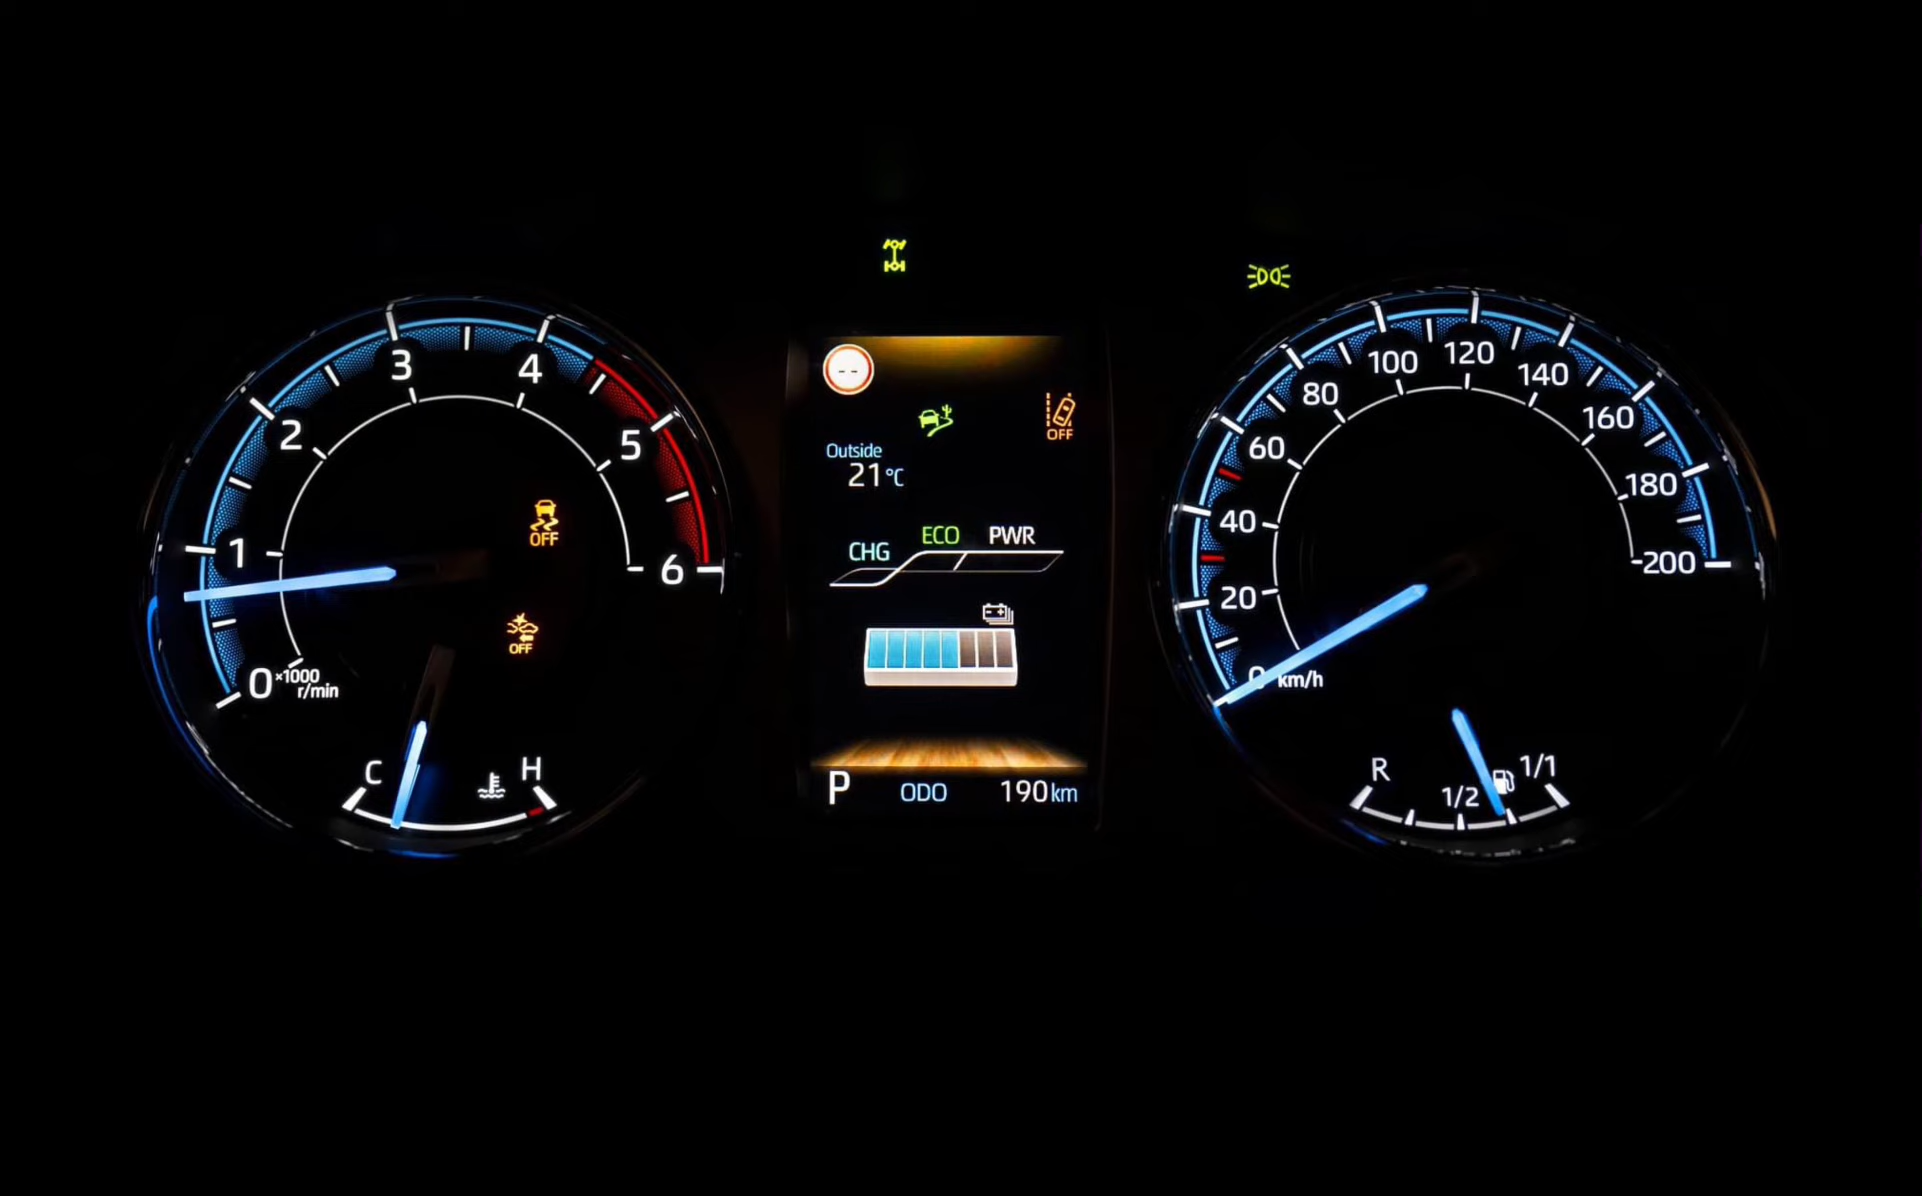 3
4
2
5
1
6
0 ×1000
r/min
OFF
OFF
C
H
--
OFF
Outside
21°C
CHG
ECO
PWR
P
ODO
190km
0
km/h
20
40
60
80
100
120
140
160
180
200
R
1/2
1/1